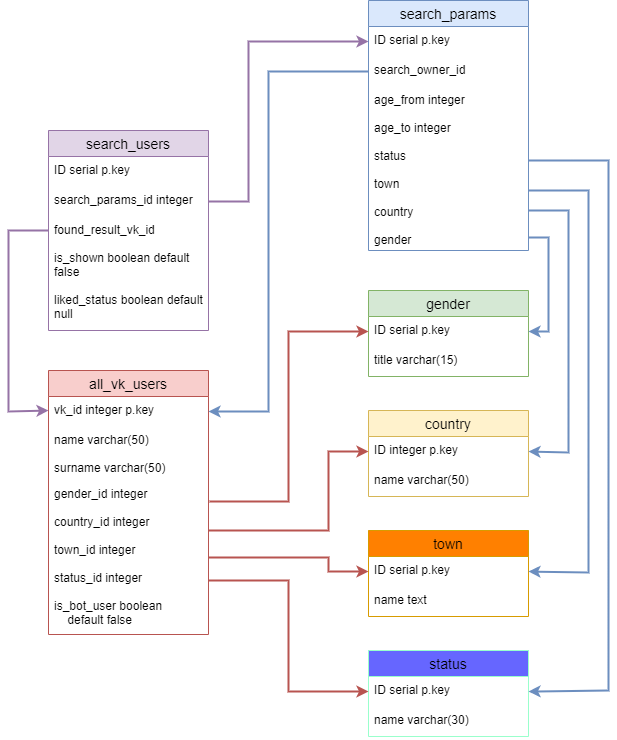 search_params
ID serial p.key
search_owner_id
age_from integer
age_to integer
status
town
country
gender
search_users
ID serial p.key
search_params_id integer
found_result_vk_id
is_shown boolean default
false
liked_status boolean default
null
gender
ID serial p.key
title varchar(15)
all_vk_users
vk_id integer p.key
name varchar(50)
surname varchar(50)
gender_id integer
country_id integer
town_id integer
status_id integer
is_bot_user boolean
default false
country
ID integer p.key
name varchar(50)
town
ID serial p.key
name text
status
ID serial p.key
name varchar(30)